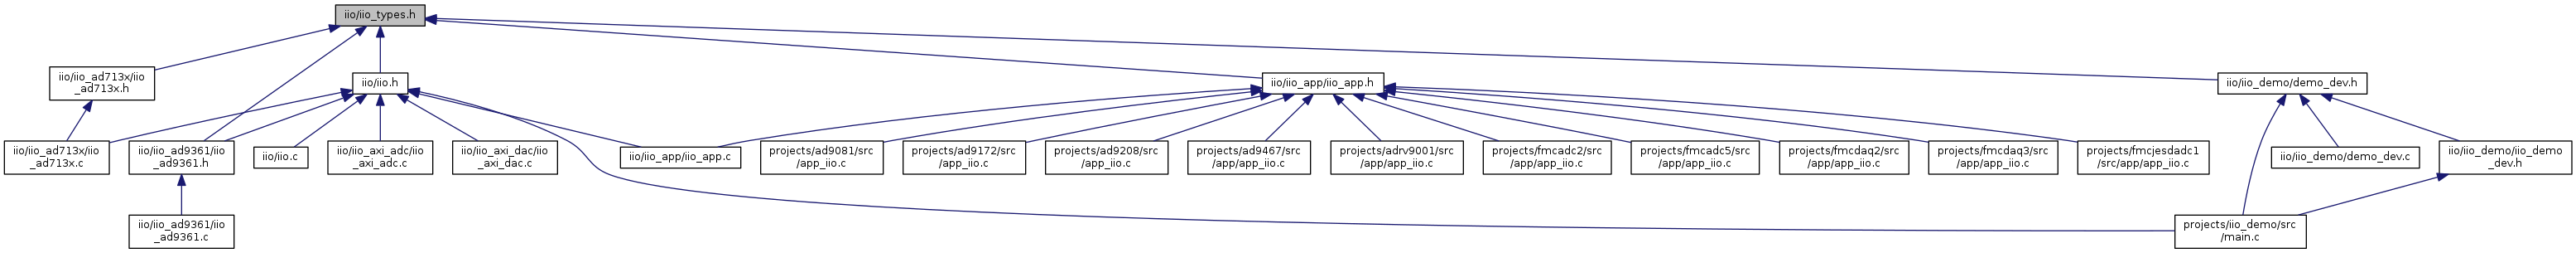 iio/iio_types.h
iio/iio_ad713x/iio
_ad713x.h
iio/iio.h
iio/iio_app/iio_app.h
iio/iio_demo/demo_dev.h
iio/iio_ad713x/iio
_ad713x.c
iio/iio_ad9361/iio
_ad9361.h
iio/iio.c
iio/iio_axi_adc/iio
_axi_adc.c
iio/iio_axi_dac/iio
_axi_dac.c
iio/iio_app/iio_app.c
projects/ad9081/src
/app_iio.c
projects/ad9172/src
/app_iio.c
projects/ad9208/src
/app_iio.c
projects/ad9467/src
/app/app_iio.c
projects/adrv9001/src
/app/app_iio.c
projects/fmcadc2/src
/app/app_iio.c
projects/fmcadc5/src
/app/app_iio.c
projects/fmcdaq2/src
/app/app_iio.c
projects/fmcdaq3/src
/app/app_iio.c
projects/fmcjesdadc1
/src/app/app_iio.c
iio/iio_demo/demo_dev.c
iio/iio_demo/iio_demo
_dev.h
iio/iio_ad9361/iio
_ad9361.c
projects/iio_demo/src
/main.c